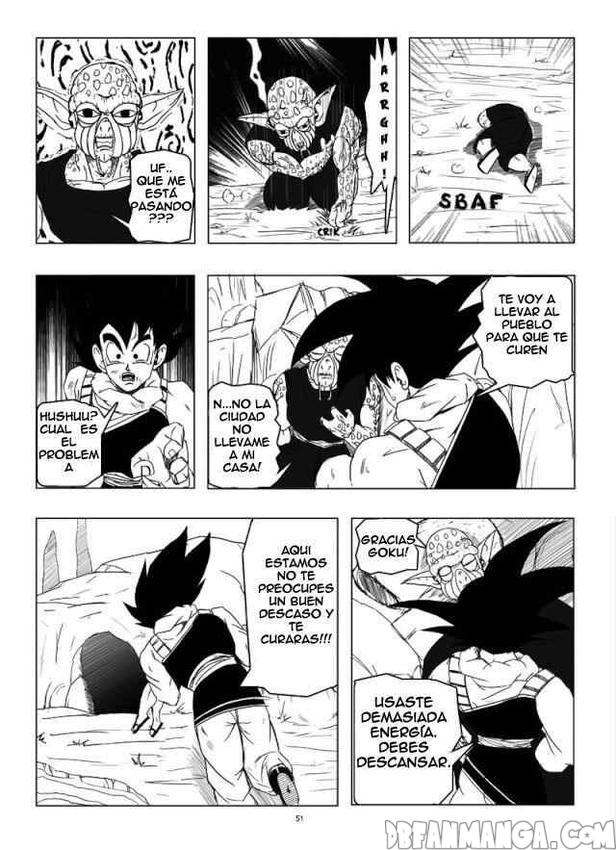 UF..
QUE ME
ESTÁ
PASANDO
???
ARRGHH!
CRIK
SBAF
HUSHUU?
CUAL ES
EL
PROBLEM
A
TE VOY A
LLEVAR AL
PUEBLO
PARA QUE TE
CUREN
N...NO LA
CIUDAD
NO
LLEVAME A
MI CASA!
AQUI
ESTAMOS
NO TE
PREOCUPES
UN BUEN
DESCASO Y
TE
CURARAS!!!
GRACIAS
GOKU!
USASTE
DEMASIADA
ENERGÍA.
DEBES
DESCANSAR.
51
DBFANMANGA.COM